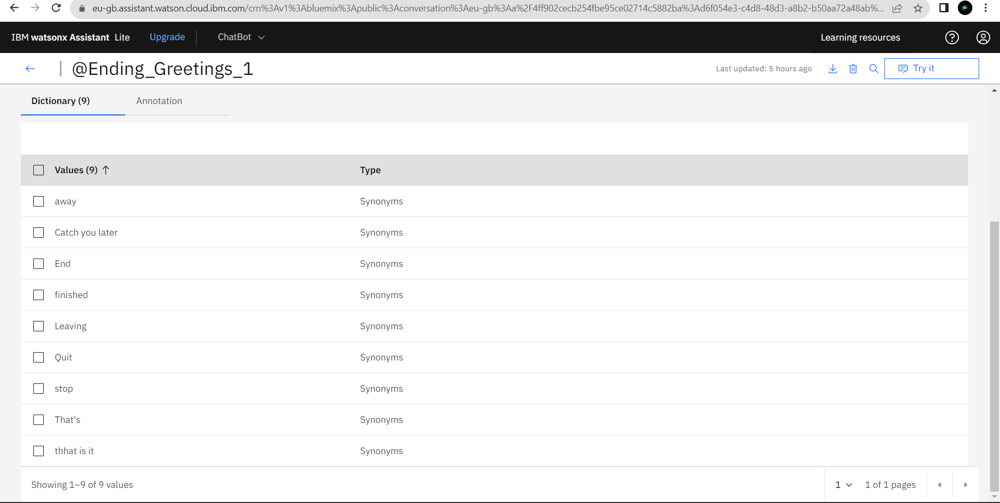 eu-gb.assistant.watson.cloud.ibm.com/crn%3Av1%3Abluemix%3Apublic%3Aconversation%3Aeu-gb%3Aa%2F4ff902cecb254fbe95ce02714c5882ba%3Ad6f054e3-c4d8-48d3-a8b2-b50aa72a48ab%...
IBM watsonx Assistant Lite Upgrade ChatBot Learning resources
@Ending_Greetings_1 Last updated: 5 hours ago Try it
Dictionary (9) Annotation
Values (9) Type
away Synonyms
Catch you later Synonyms
End Synonyms
finished Synonyms
Leaving Synonyms
Quit Synonyms
stop Synonyms
That's Synonyms
thhat is it Synonyms
Showing 1–9 of 9 values 1 1 of 1 pages